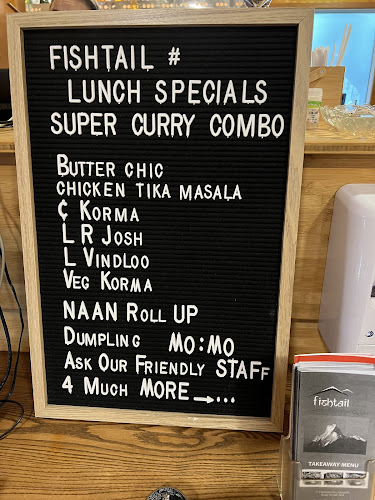 FISHTAIL #
LUNCH SPECIALS
SUPER CURRY COMBO
BUTTER CHIC
CHICKEN TIKA MASALA
¢ KORMA
L R JOSH
L VINDLOO
VEG KORMA
NAAN ROLL UP
DUMPLING MO:MO
ASK OUR FRIENDLY STAFF
4 MUCH MORE →...
fishtail
TAKEAWAY MENU